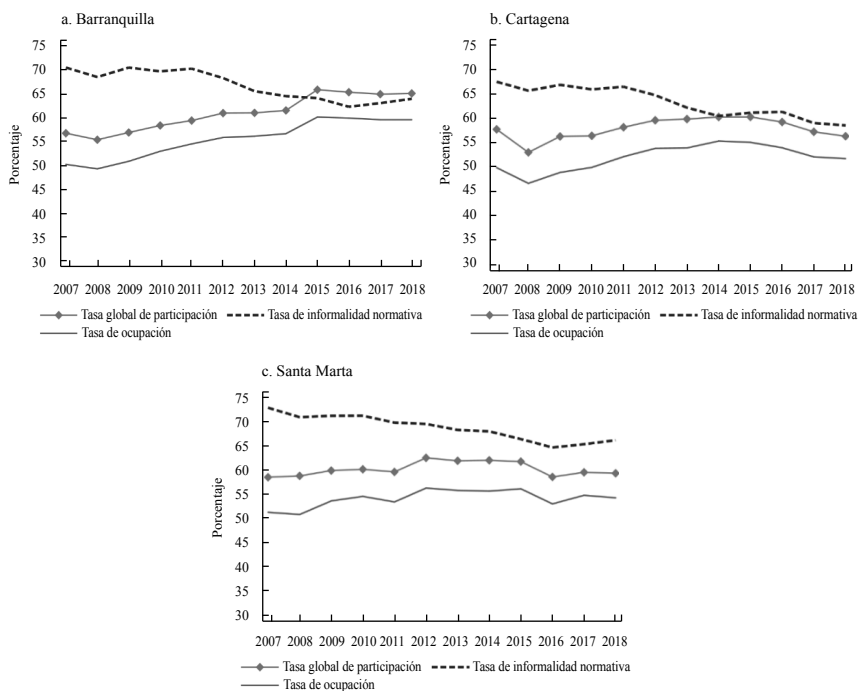 a. Barranquilla
75
70
65
60
55
50
45
40
35
30
Porcentaje
2007 2008 2009 2010 2011 2012 2013 2014 2015 2016 2017 2018
Tasa global de participación
Tasa de informalidad normativa
Tasa de ocupación
b. Cartagena
75
70
65
60
55
50
45
40
35
30
Porcentaje
2007 2008 2009 2010 2011 2012 2013 2014 2015 2016 2017 2018
Tasa global de participación
Tasa de informalidad normativa
Tasa de ocupación
c. Santa Marta
75
70
65
60
55
50
45
40
35
30
Porcentaje
2007 2008 2009 2010 2011 2012 2013 2014 2015 2016 2017 2018
Tasa global de participación
Tasa de informalidad normativa
Tasa de ocupación